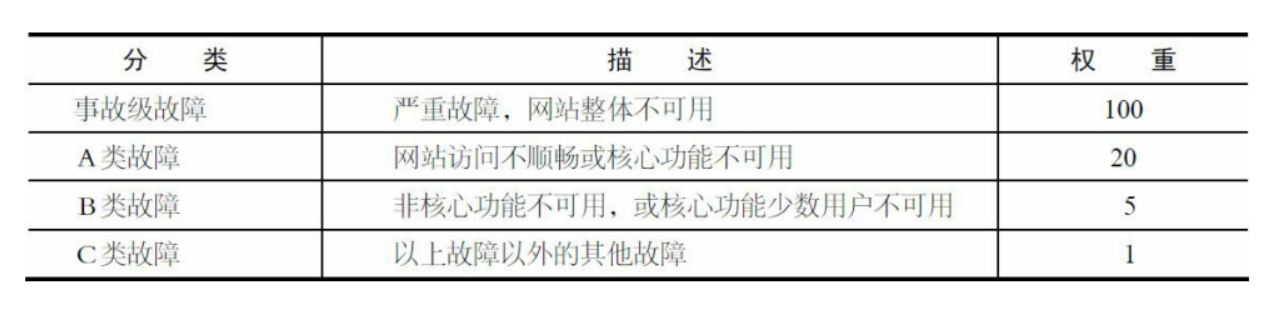 分 类 描 述 权 重
事故级故障 严重故障，网站整体不可用 100
A类故障 网站访问不顺畅或核心功能不可用 20
B类故障 非核心功能不可用，或核心功能少数用户不可用 5
C类故障 以上故障以外的其他故障 1